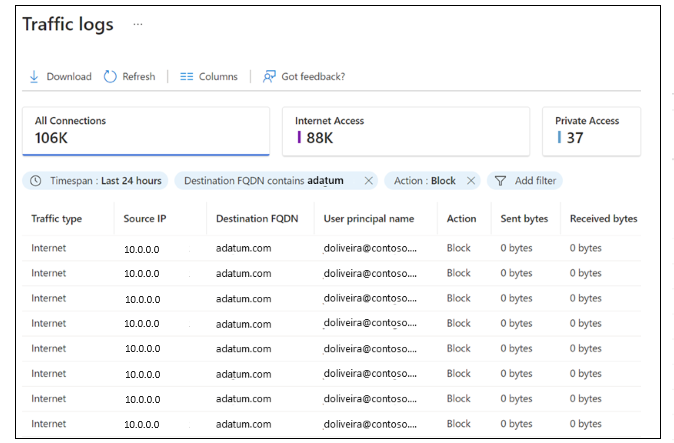 Traffic logs ...
Download Refresh Columns Got feedback?
All Connections Internet Access Private Access
106K 88K 37
Timespan : Last 24 hours Destination FQDN contains adatum Action : Block Add filter
Traffic type Source IP Destination FQDN User principal name Action Sent bytes Received bytes
Internet 10.0.0.0 adatum.com doliveira@contoso.... Block 0 bytes 0 bytes
Internet 10.0.0.0 adatum.com doliveira@contoso.... Block 0 bytes 0 bytes
Internet 10.0.0.0 adatum.com doliveira@contoso.... Block 0 bytes 0 bytes
Internet 10.0.0.0 adatum.com doliveira@contoso.... Block 0 bytes 0 bytes
Internet 10.0.0.0 adatum.com doliveira@contoso.... Block 0 bytes 0 bytes
Internet 10.0.0.0 adatum.com doliveira@contoso.... Block 0 bytes 0 bytes
Internet 10.0.0.0 adatum.com doliveira@contoso.... Block 0 bytes 0 bytes
Internet 10.0.0.0 adatum.com doliveira@contoso.... Block 0 bytes 0 bytes